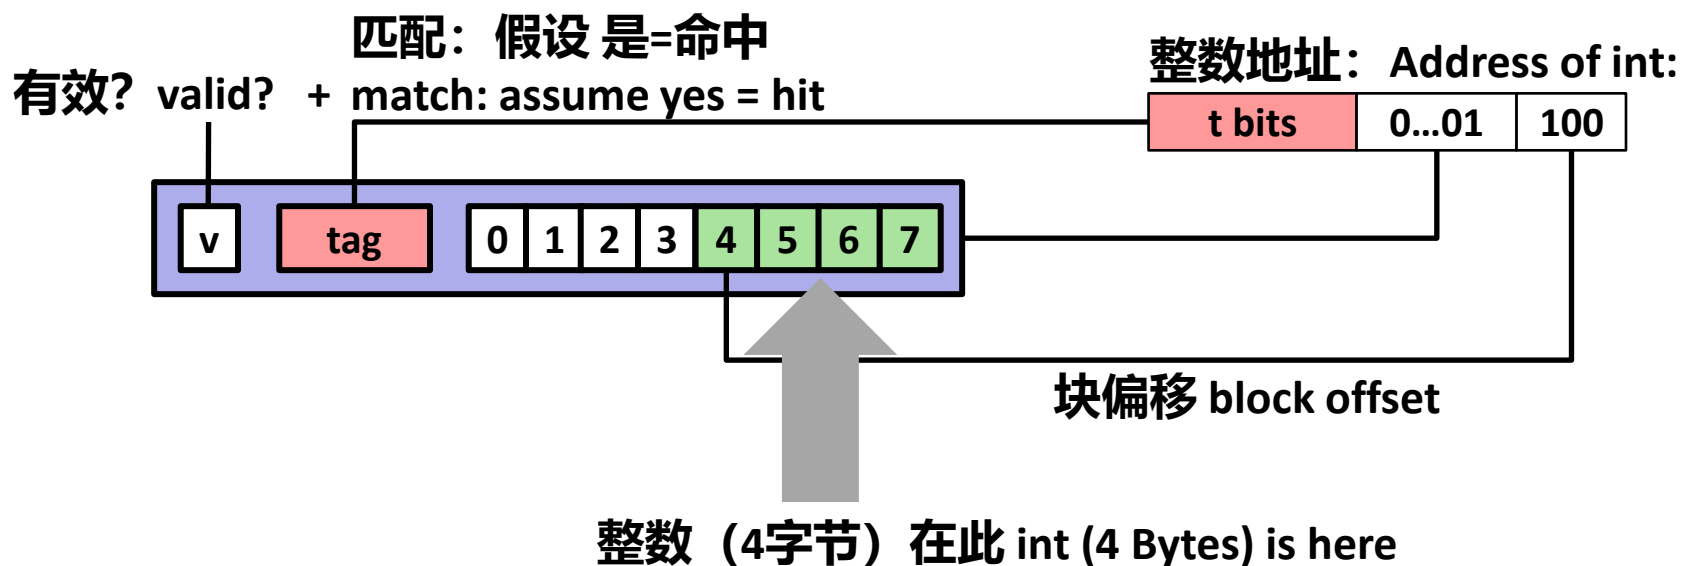 匹配：假设 是=命中
有效？valid? + match: assume yes = hit
整数地址：Address of int:
t bits 0...01 100
v tag 0 1 2 3 4 5 6 7
块偏移 block offset
整数（4字节）在此 int (4 Bytes) is here